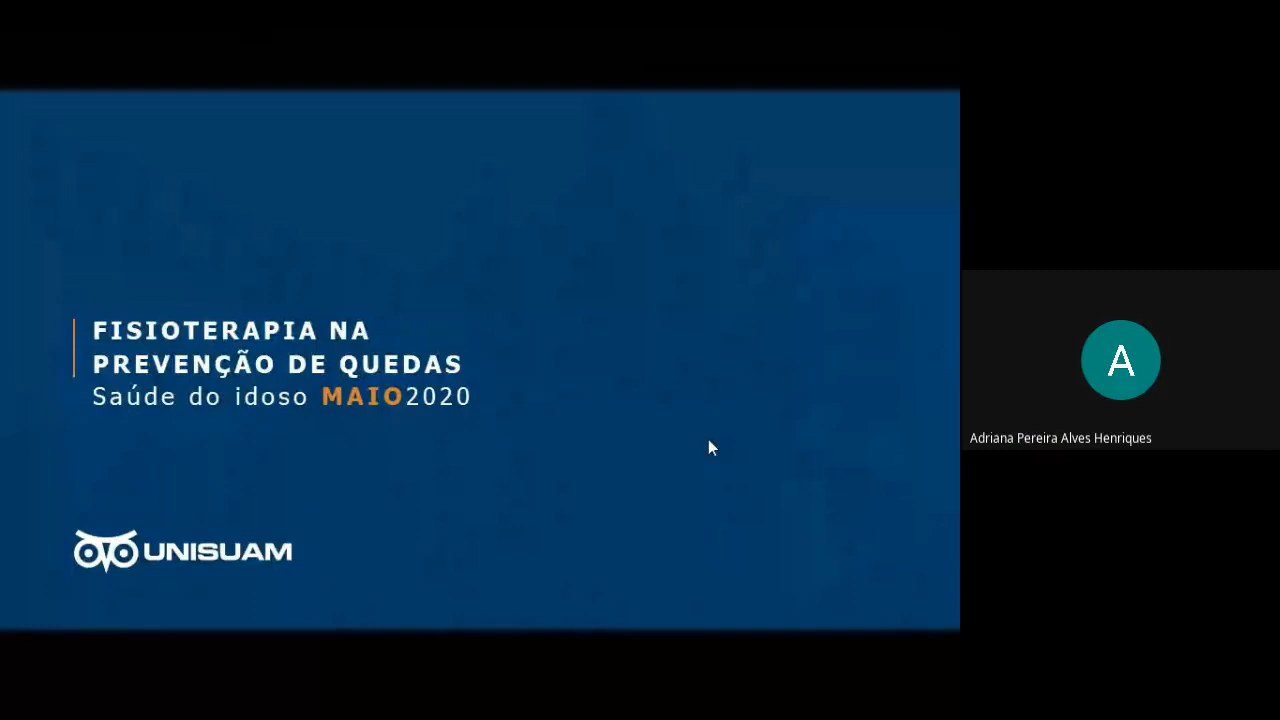 FISIOTERAPIA NA
PREVENÇÃO DE QUEDAS
Saúde do idoso MAIO2020
UNISUAM
A
Adriana Pereira Alves Henriques